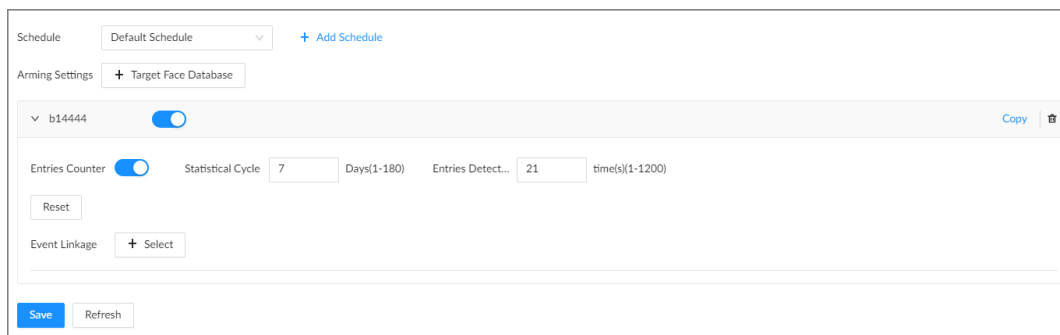 Schedule Default Schedule + Add Schedule
Arming Settings + Target Face Database
b14444 Copy
Entries Counter Statistical Cycle 7 Days(1-180) Entries Detect... 21 time(s)(1-1200)
Reset
Event Linkage + Select
Save Refresh